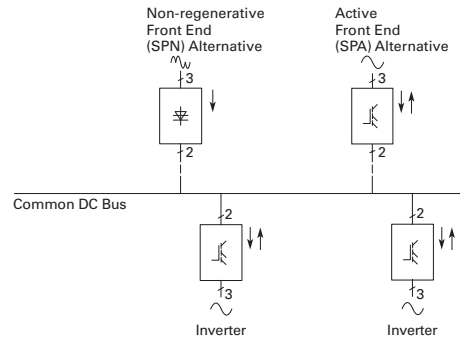 Non-regenerative
Front End
(SPN) Alternative
Active
Front End
(SPA) Alternative
3
3
2
2
Common DC Bus
2
2
3
3
Inverter
Inverter